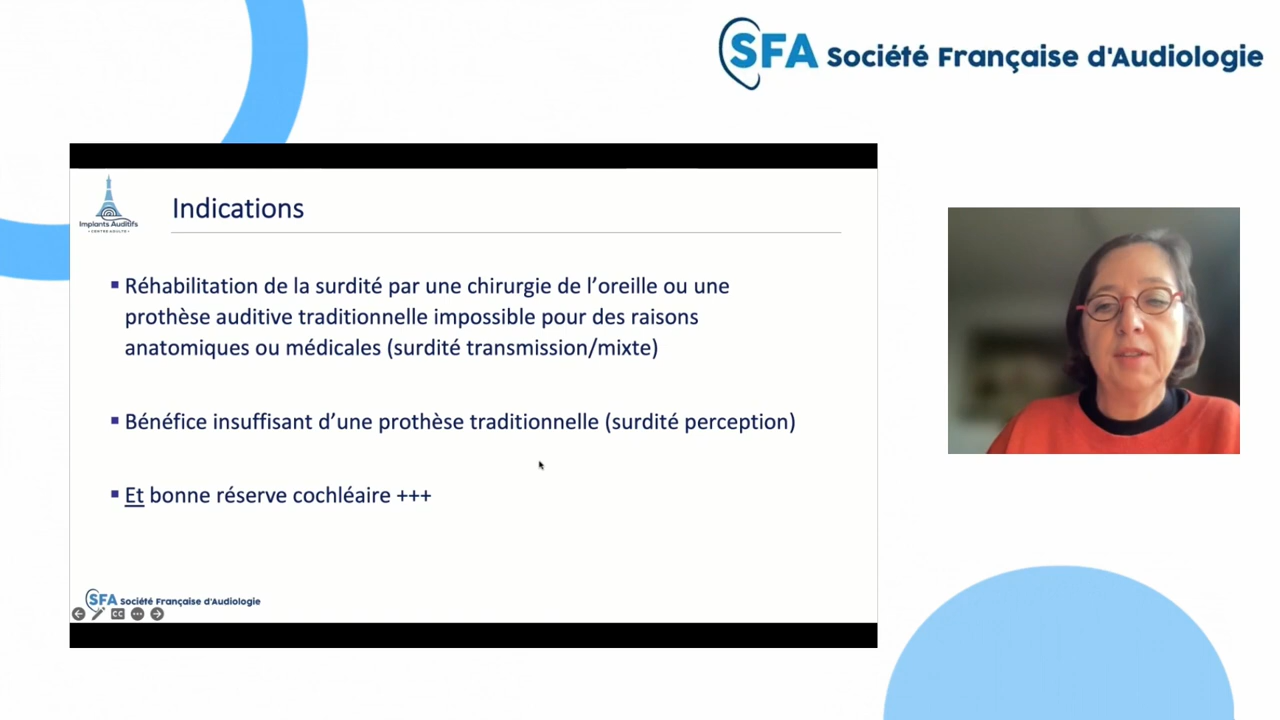 SFA Société Française d'Audiologie
Implants Auditifs
• CENTRE ADULTE •
Indications
Réhabilitation de la surdité par une chirurgie de l'oreille ou une
prothèse auditive traditionnelle impossible pour des raisons
anatomiques ou médicales (surdité transmission/mixte)
Bénéfice insuffisant d'une prothèse traditionnelle (surdité perception)
Et bonne réserve cochléaire +++
SFA Société Française d'Audiologie
CC